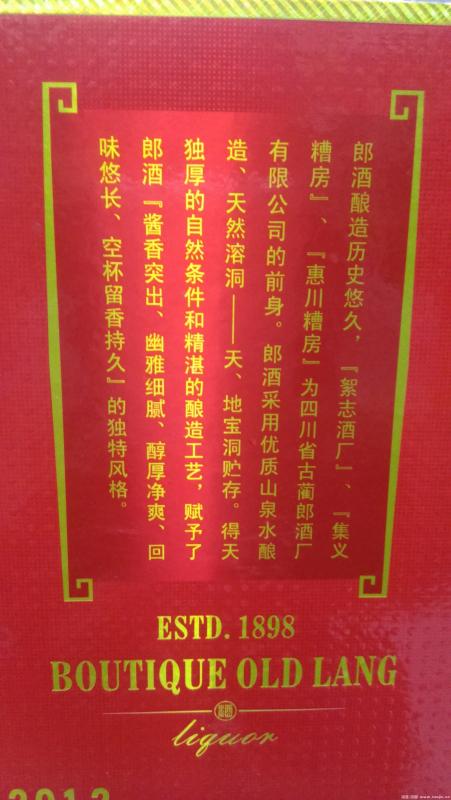 郎酒酿造历史悠久，『絮志酒厂』、『集义
糟房』、『惠川糟房』为四川省古蔺郎酒厂
有限公司的前身。郎酒采用优质山泉水酿
造、天然溶洞——天、地宝洞贮存。得天
独厚的自然条件和精湛的酿造工艺，赋予了
郎酒『酱香突出、幽雅细腻、醇厚净爽、回
味悠长、空杯留香持久』的独特风格。
ESTD. 1898
BOUTIQUE OLD LANG
liquor